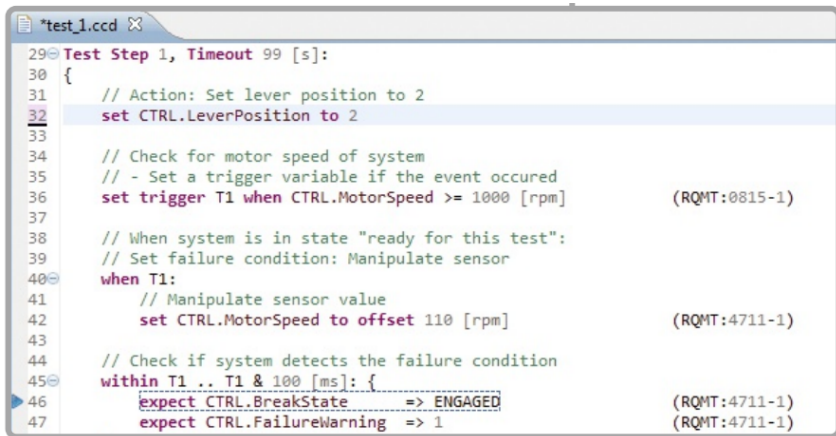 *test_1.ccd
29 Test Step 1, Timeout 99 [s]:
30 {
31 // Action: Set lever position to 2
32 set CTRL.LeverPosition to 2
33
34 // Check for motor speed of system
35 // - Set a trigger variable if the event occured
36 set trigger T1 when CTRL.MotorSpeed >= 1000 [rpm] (RQMT:0815-1)
37
38 // When system is in state "ready for this test":
39 // Set failure condition: Manipulate sensor
40 when T1:
41 // Manipulate sensor value
42 set CTRL.MotorSpeed to offset 110 [rpm] (RQMT:4711-1)
43
44 // Check if system detects the failure condition
45 within T1 .. T1 & 100 [ms]: {
46 expect CTRL.BreakState => ENGAGED (RQMT:4711-1)
47 expect CTRL.FailureWarning => 1 (RQMT:4711-1)